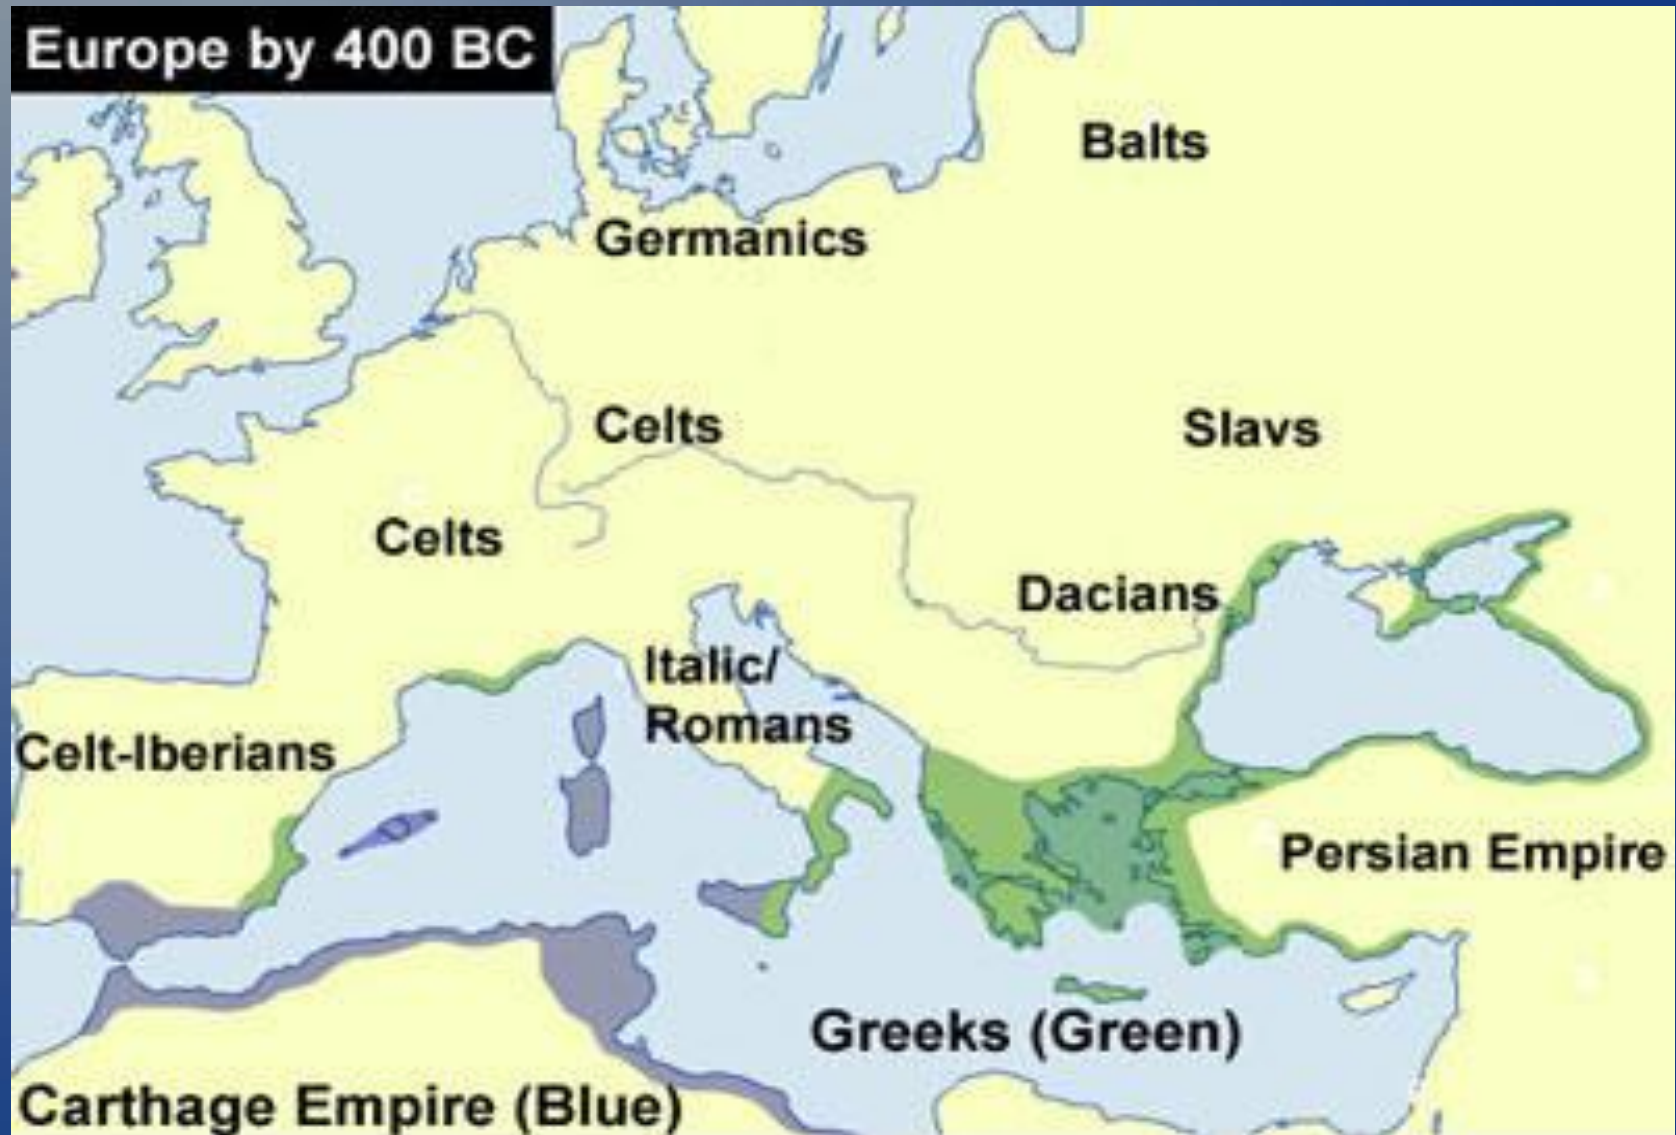 Europe by 400 BC
Balts
Germanics
Celts
Slavs
Celts
Dacians
Italic/
Romans
Celt-Iberians
Persian Empire
Greeks (Green)
Carthage Empire (Blue)